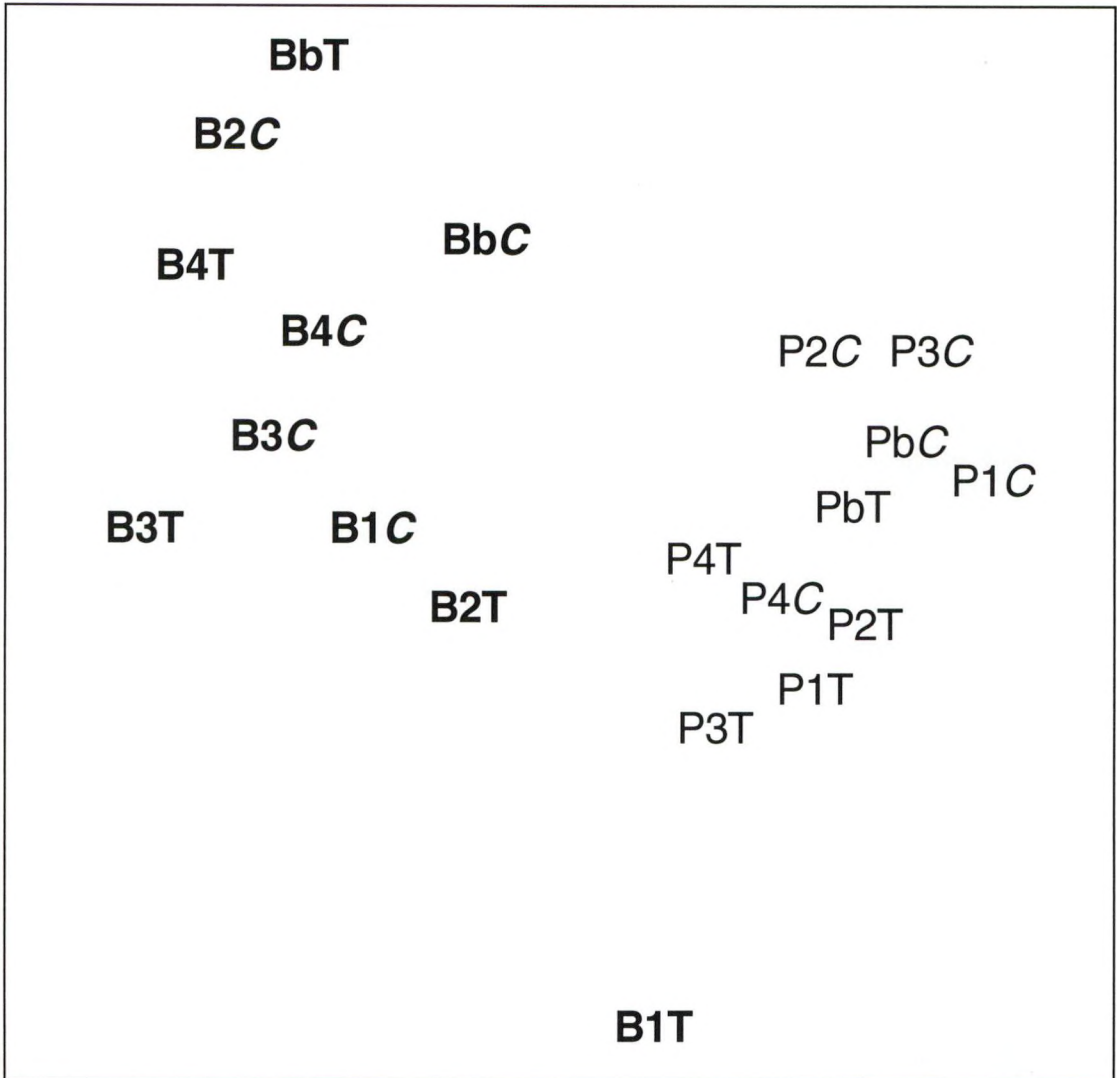 BbT
B2C
BbC
B4T
B4C
P2C P3C
B3C
PbC
P1C
PbT
B3T B1C
P4T
P4C
B2T
P2T
P1T
P3T
B1T